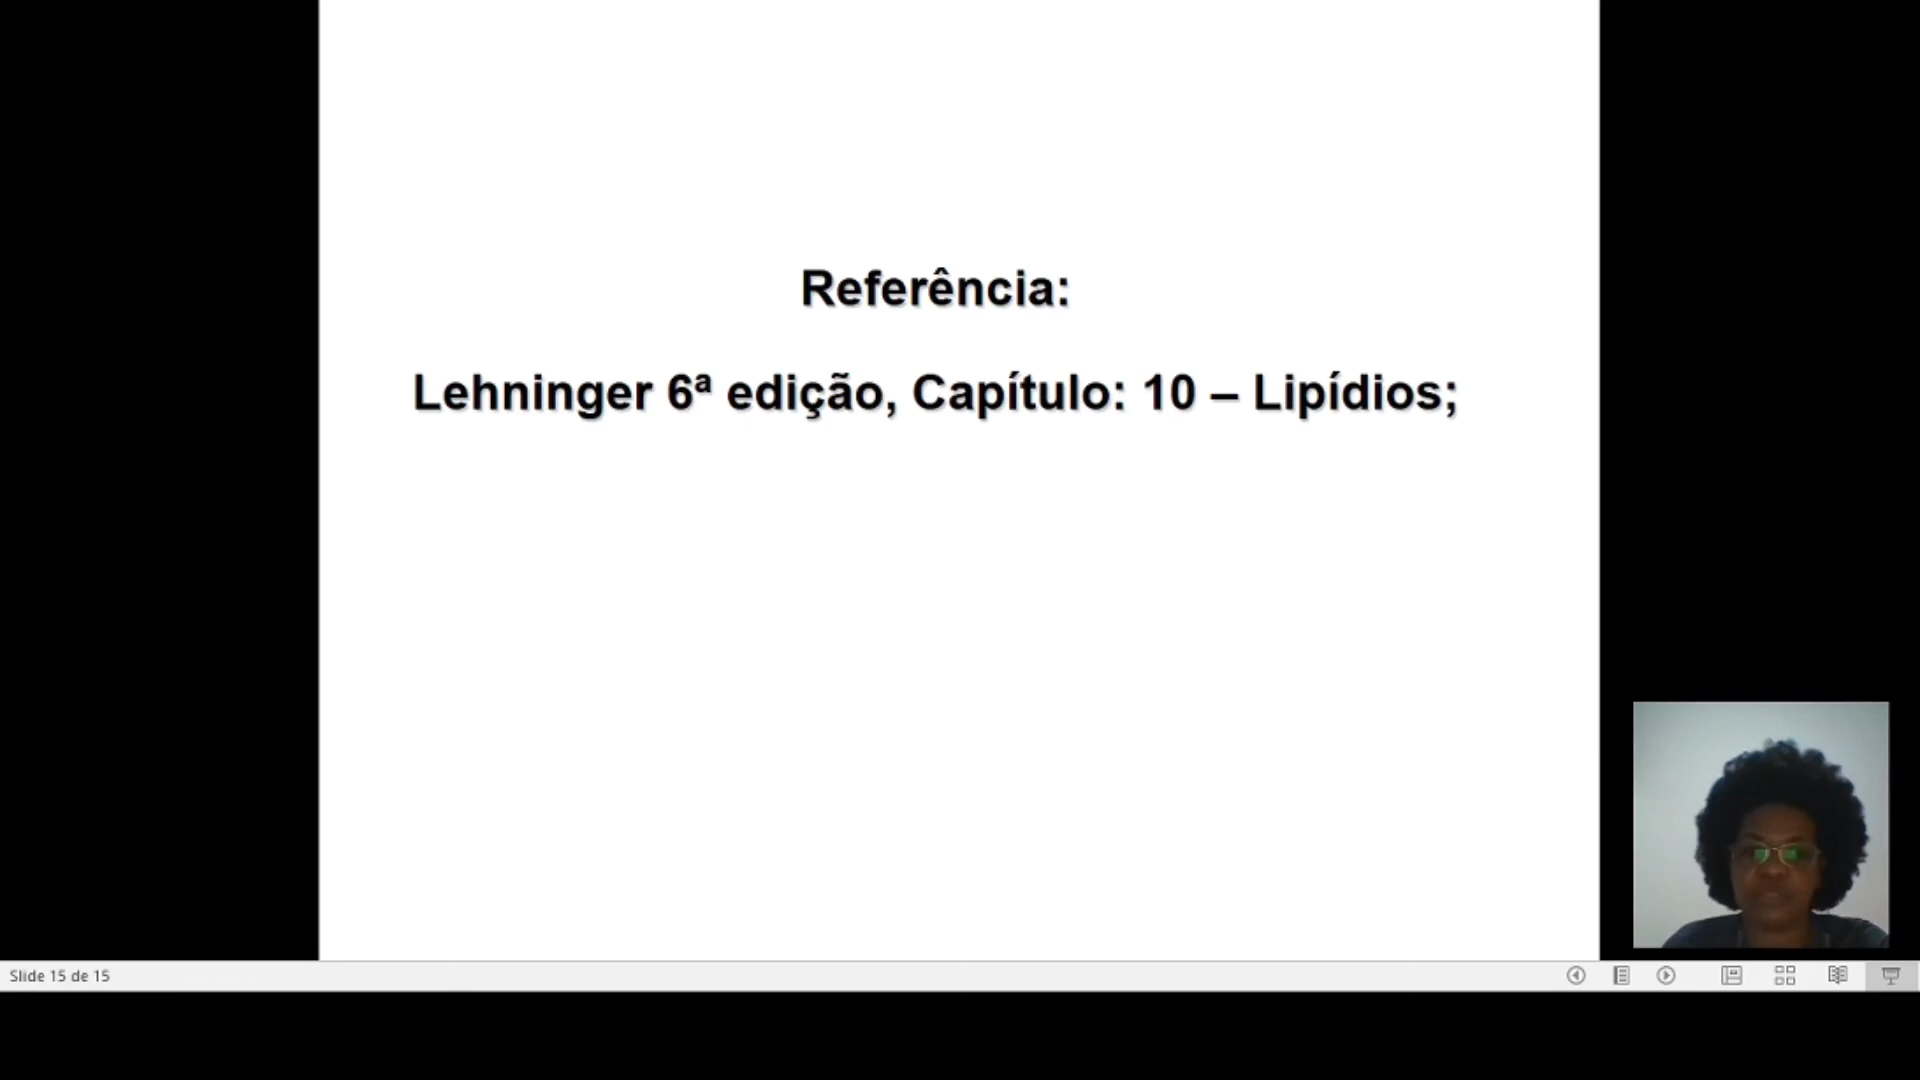 Referência:
Lehninger 6ª edição, Capítulo: 10 – Lipídios;
Slide 15 de 15